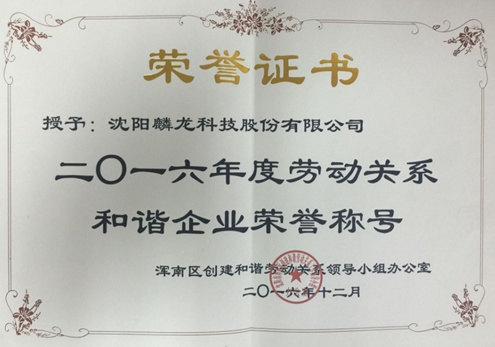 荣誉证书
授予：沈阳麟龙科技股份有限公司
二〇一六年度劳动关系
和谐企业荣誉称号
浑南区创建和谐劳动关系领导小组办公室
二〇一六年十二月